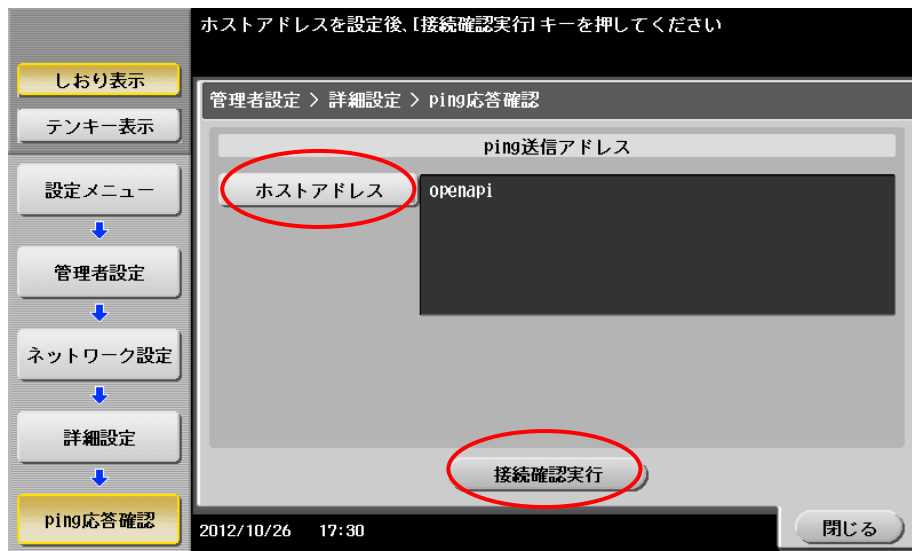 ホストアドレスを設定後、[接続確認実行]キーを押してください
しおり表示
テンキー表示
設定メニュー
管理者設定
ネットワーク設定
詳細設定
ping応答確認
管理者設定 > 詳細設定 > ping応答確認
ping送信アドレス
ホストアドレス
openapi
接続確認実行
2012/10/26 17:30
閉じる